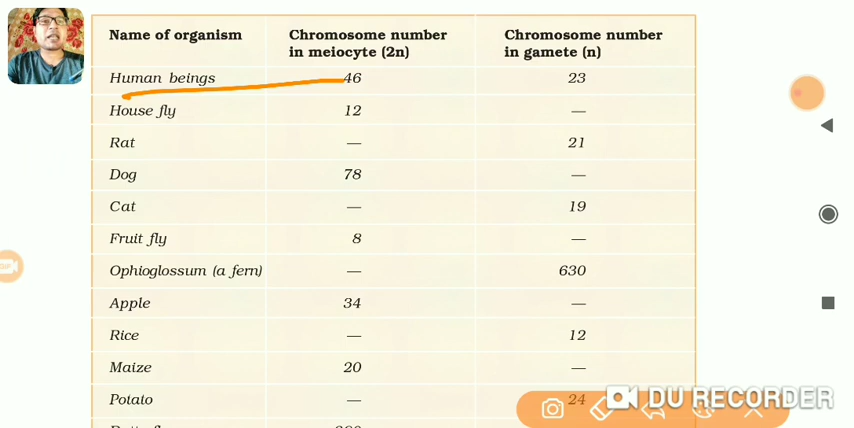 Name of organism Chromosome number in meiocyte (2n) Chromosome number in gamete (n)
Human beings 46 23
House fly 12 —
Rat — 21
Dog 78 —
Cat — 19
Fruit fly 8 —
Ophioglossum (a fern) — 630
Apple 34 —
Rice — 12
Maize 20 —
Potato — 24
DU RECORDER
GIF